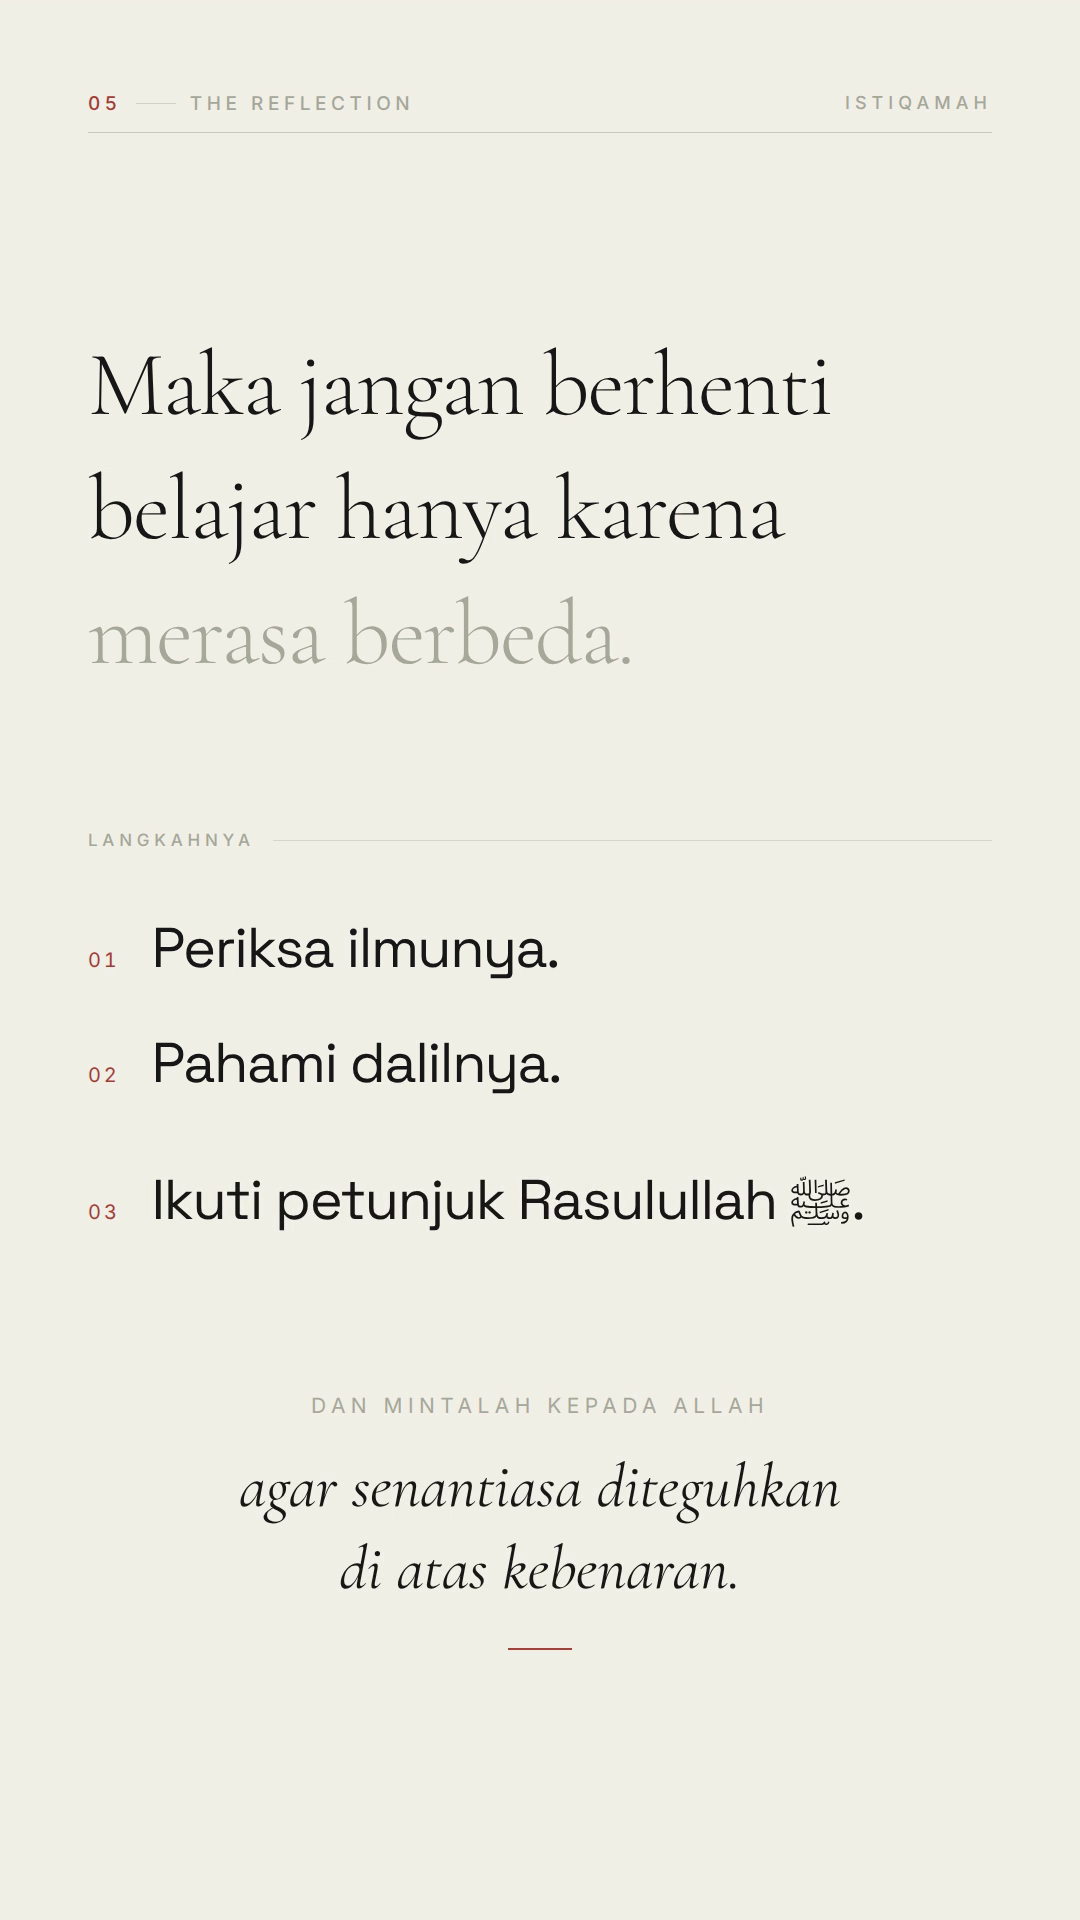 05 THE REFLECTION ISTIQAMAH
Maka jangan berhenti
belajar hanya karena
merasa berbeda.
LANGKAHNYA
01 Periksa ilmunya.
02 Pahami dalilnya.
03 Ikuti petunjuk Rasulullah ﷺ.
DAN MINTALAH KEPADA ALLAH
agar senantiasa diteguhkan
di atas kebenaran.